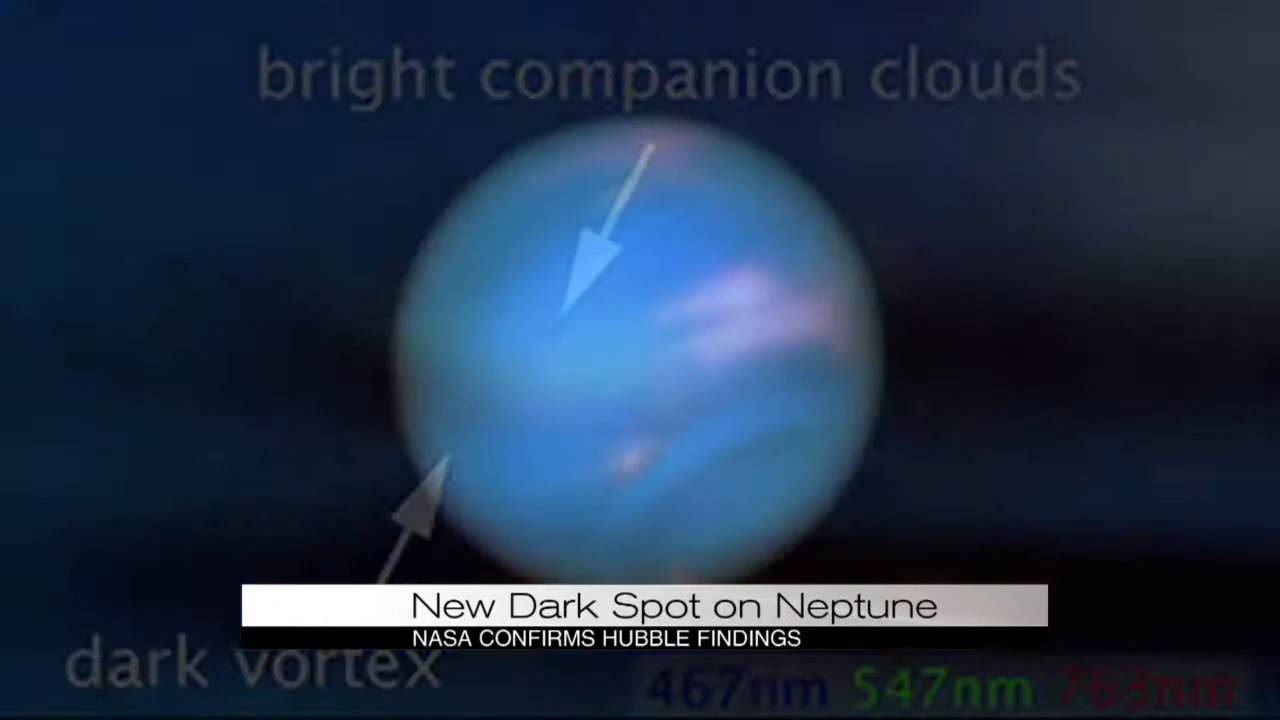 bright companion clouds
New Dark Spot on Neptune
NASA CONFIRMS HUBBLE FINDINGS
dark vortex
467nm 547nm 763nm